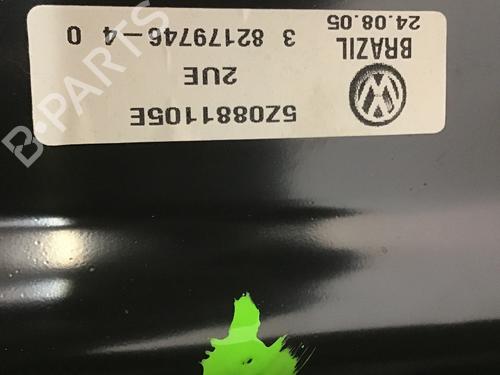 5Z0881105E
2UE
3 82179746-4 0
BRAZIL
24.08.05
B-PARTS